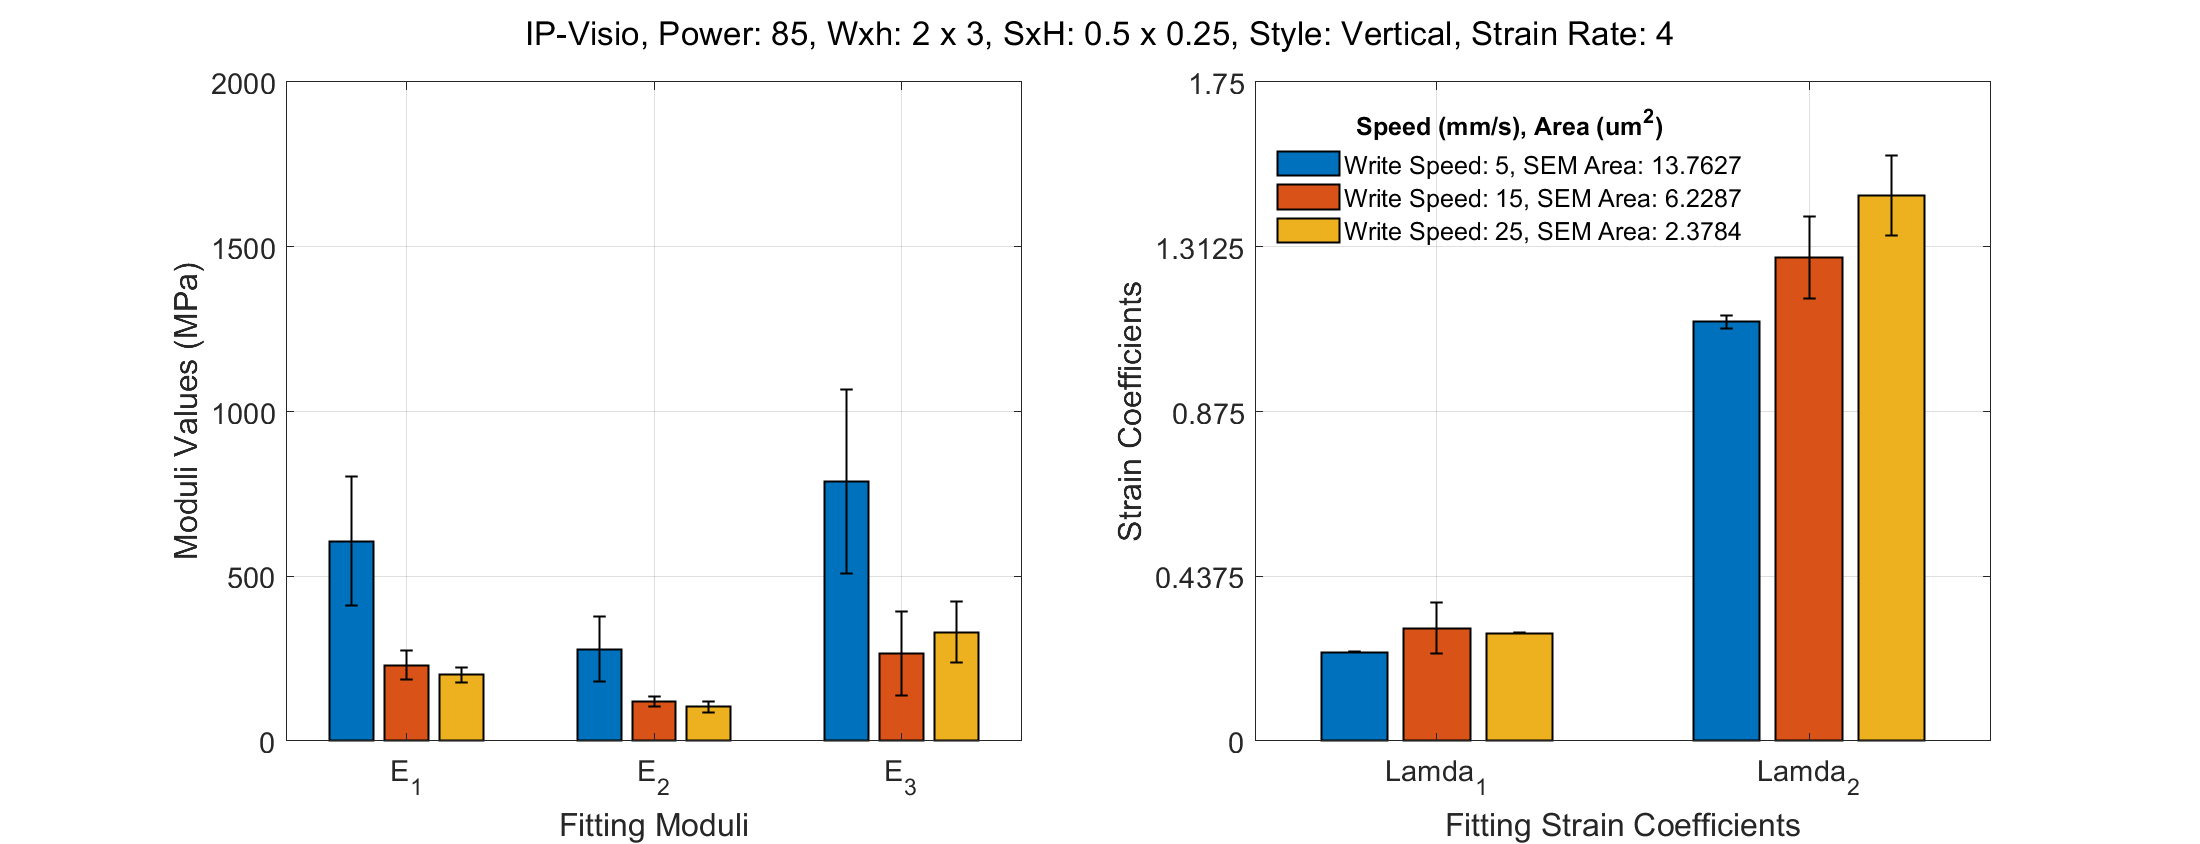 IP-Visio, Power: 85, Wxh: 2 x 3, SxH: 0.5 x 0.25, Style: Vertical, Strain Rate: 4
2000
1500
1000
500
0
Moduli Values (MPa)
E1
E2
E3
Fitting Moduli
1.75
1.3125
0.875
0.4375
0
Strain Coefficients
Speed (mm/s), Area (um²)
Write Speed: 5, SEM Area: 13.7627
Write Speed: 15, SEM Area: 6.2287
Write Speed: 25, SEM Area: 2.3784
Lamda1
Lamda2
Fitting Strain Coefficients